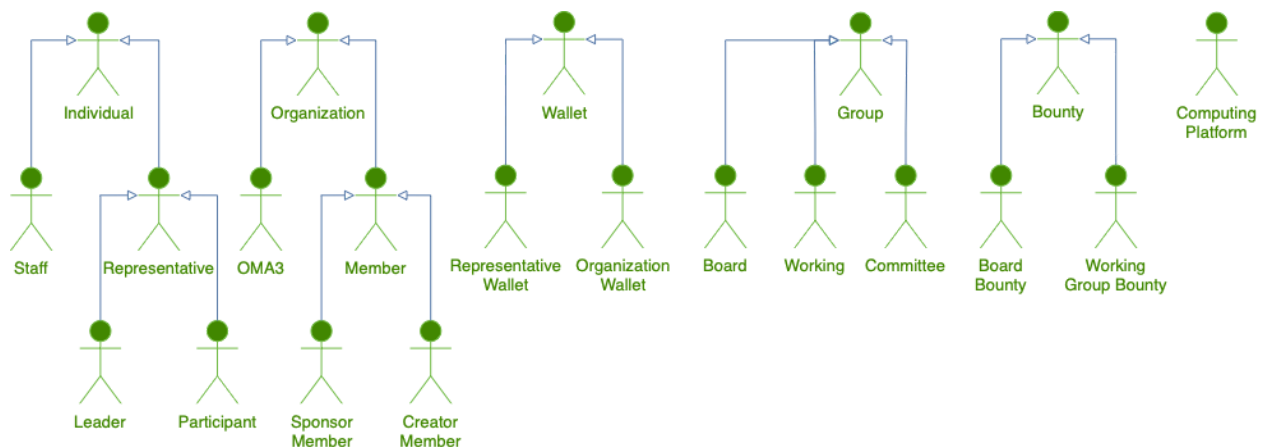 Individual
Organization
Wallet
Group
Bounty
Computing
Platform
Staff
Representative
OMA3
Member
Representative
Wallet
Organization
Wallet
Board
Working
Committee
Board
Bounty
Working
Group Bounty
Leader
Participant
Sponsor
Member
Creator
Member